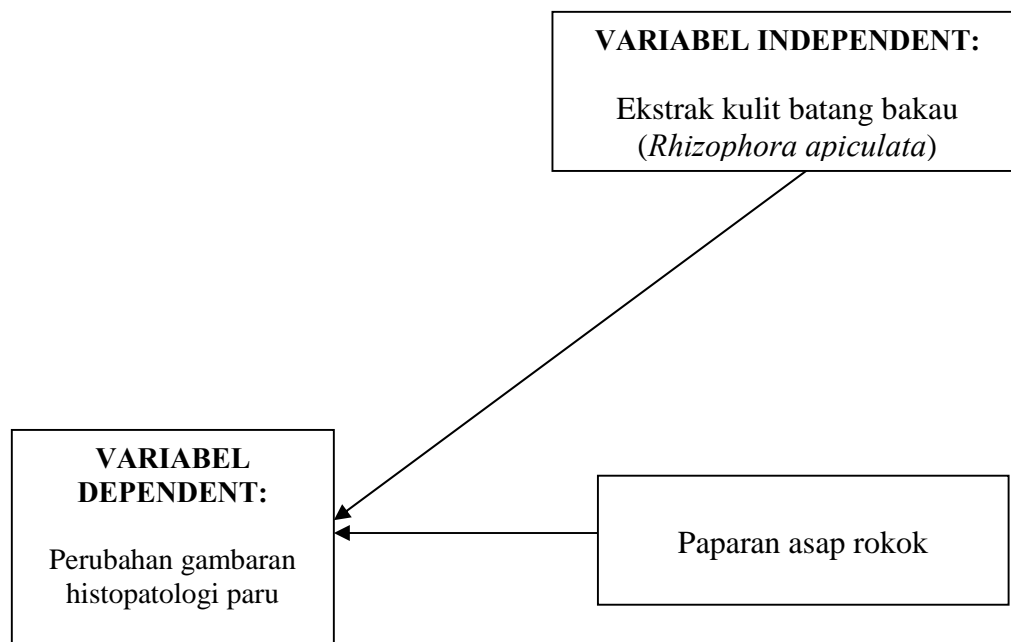 VARIABEL INDEPENDENT:
Ekstrak kulit batang bakau
(Rhizophora apiculata)
VARIABEL
DEPENDENT:
Perubahan gambaran
histopatologi paru
Paparan asap rokok